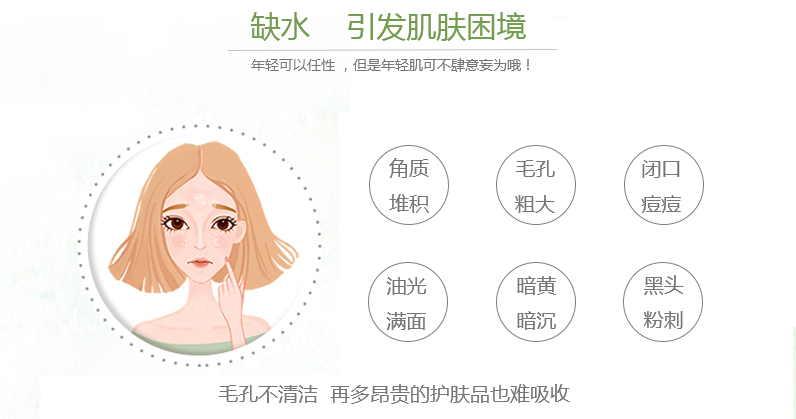 缺水 引发肌肤困境
年轻可以任性，但是年轻肌可不肆意妄为哦！
角质
堆积
毛孔
粗大
闭口
痘痘
油光
满面
暗黄
暗沉
黑头
粉刺
毛孔不清洁 再多昂贵的护肤品也难吸收